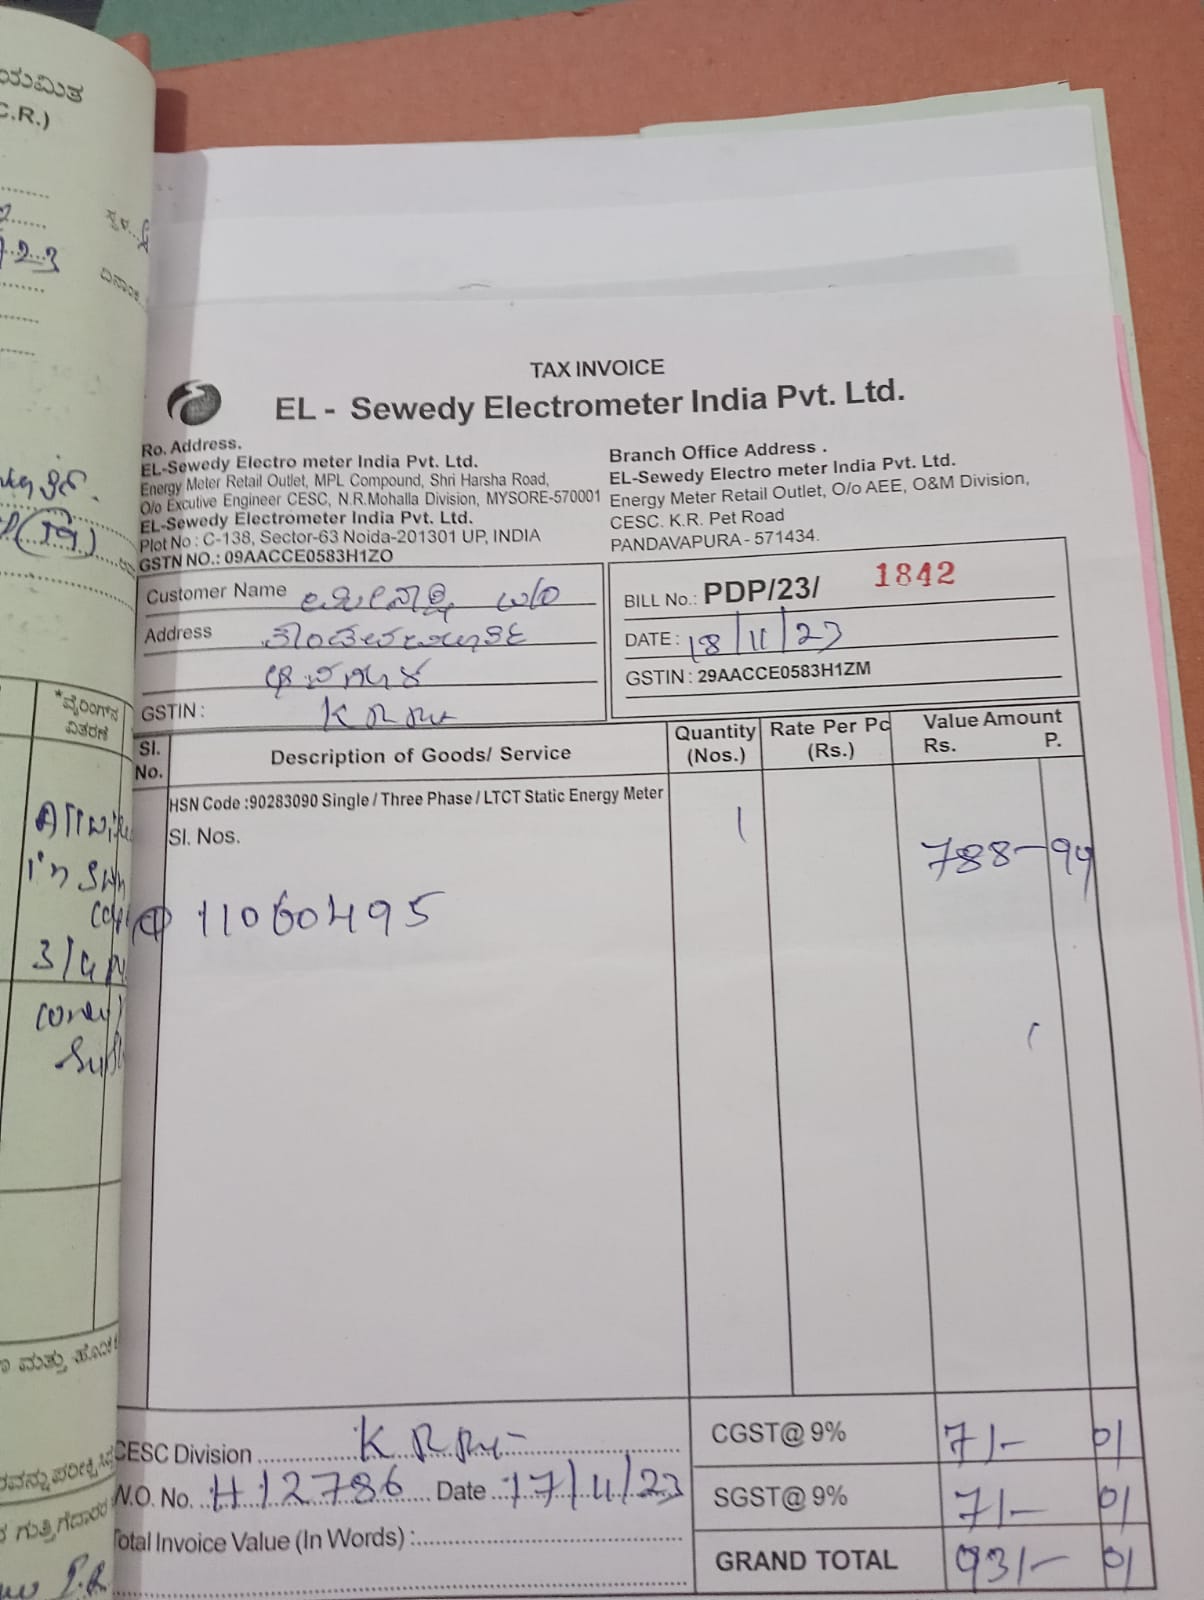 ಯಮಿತ
C.R.)
TAX INVOICE
EL - Sewedy Electrometer India Pvt. Ltd.
Ro. Address.
EL-Sewedy Electro meter India Pvt. Ltd.
Energy Meter Retail Outlet, MPL Compound, Shri Harsha Road,
O/o Excutive Engineer CESC, N.R.Mohalla Division, MYSORE-570001
EL-Sewedy Electrometer India Pvt. Ltd.
Plot No : C-138, Sector-63 Noida-201301 UP, INDIA
GSTN NO.: 09AACCE0583H1ZO
Branch Office Address .
EL-Sewedy Electro meter India Pvt. Ltd.
Energy Meter Retail Outlet, O/o AEE, O&M Division,
CESC. K.R. Pet Road
PANDAVAPURA - 571434.
Customer Name W/O
Address
GSTIN :
BILL No.: PDP/23/ 1842
DATE : 18/11/23
GSTIN : 29AACCE0583H1ZM
Sl. No. Description of Goods/ Service Quantity (Nos.) Rate Per Pc (Rs.) Value Amount Rs. P.
HSN Code :90283090 Single / Three Phase / LTCT Static Energy Meter 1
Sl. Nos. 788-99
11060495
*ವೈರಿಂಗ್‌ನ
ವಿತರಣೆ
ಮತ್ತು
CESC Division
W.O. No. H12786 Date 17/11/23
Total Invoice Value (In Words) :
CGST@ 9% 71- 01
SGST@ 9% 71- 01
GRAND TOTAL 931- 01